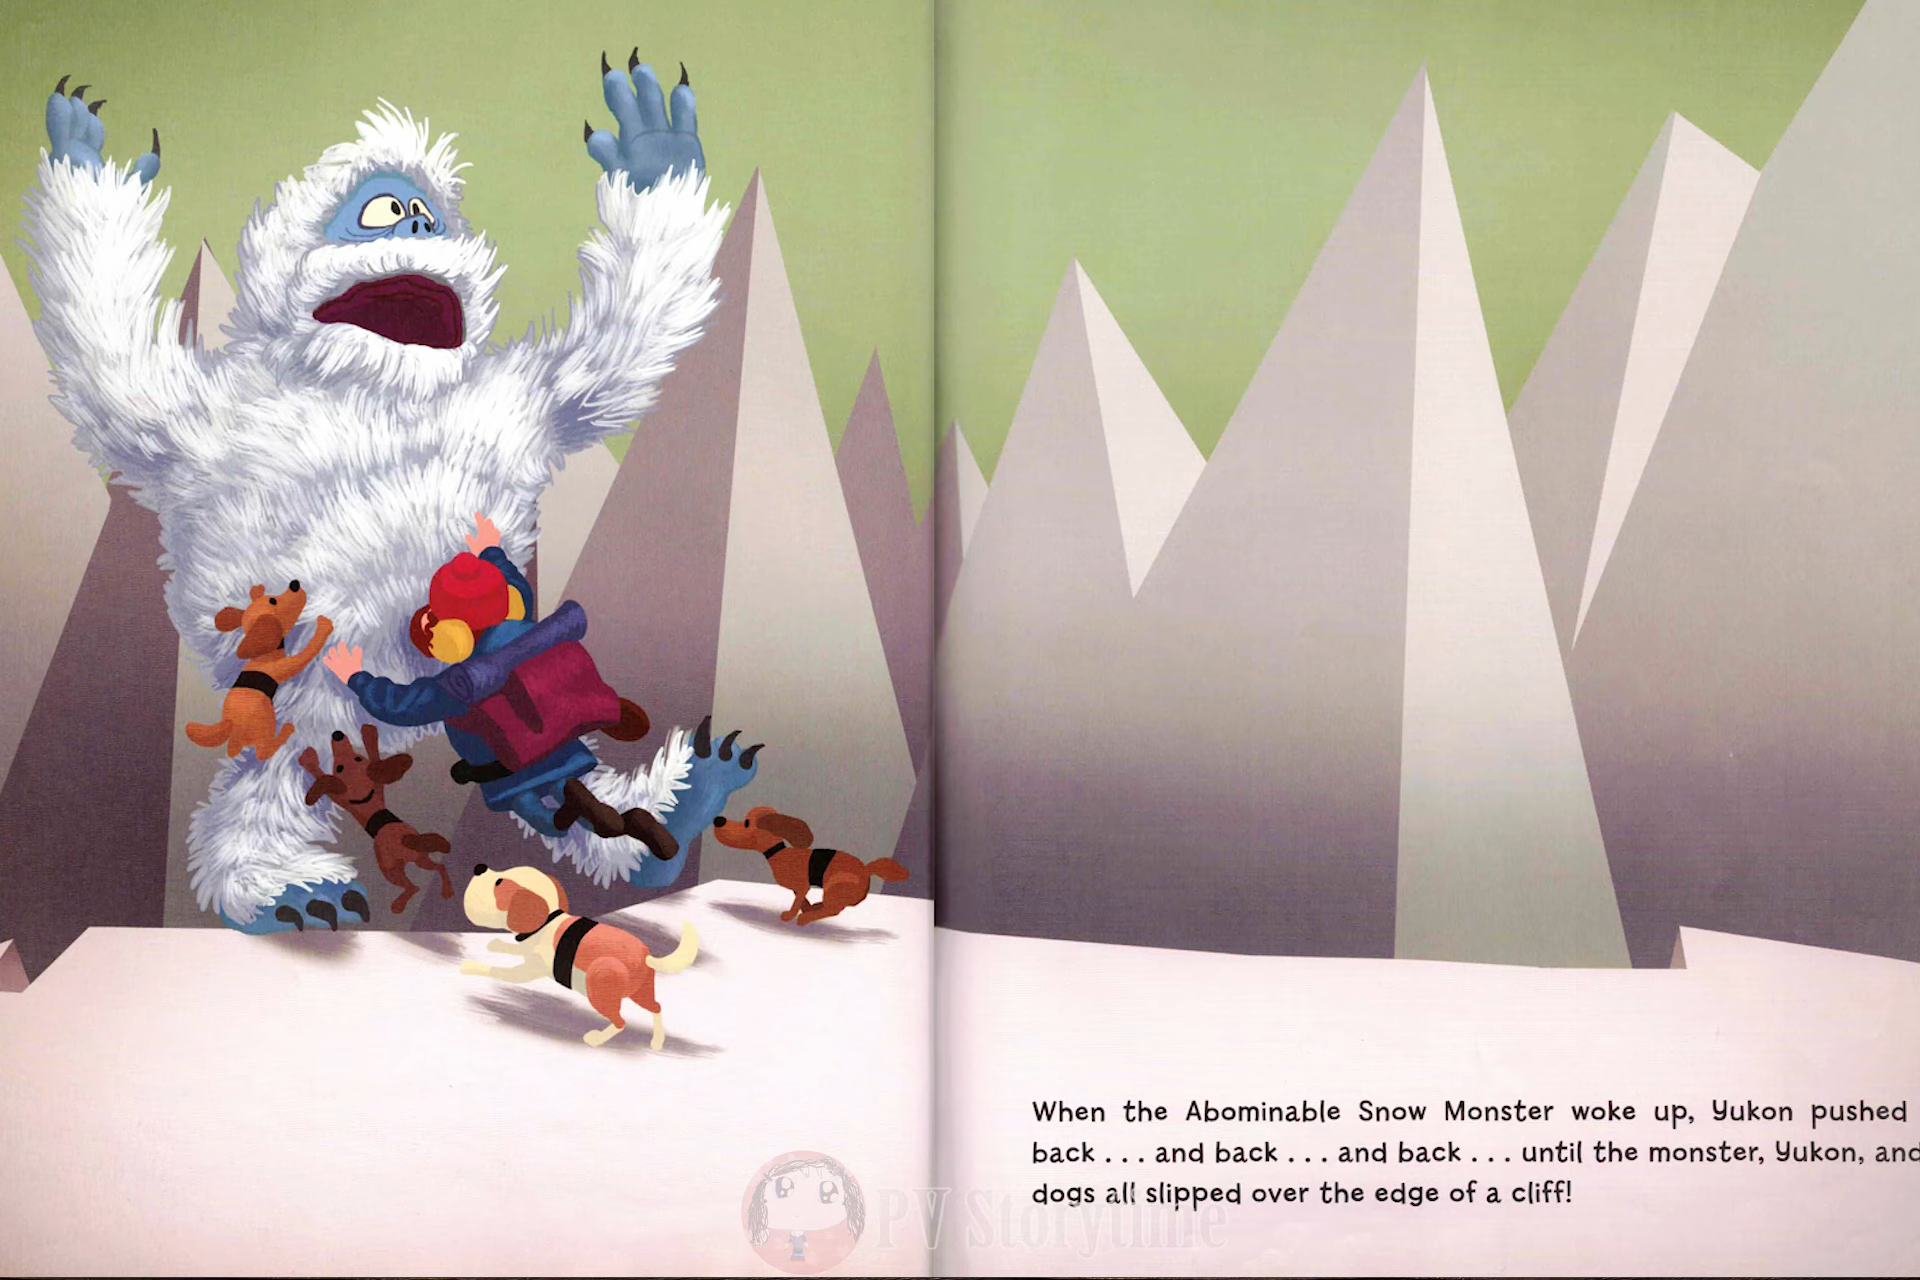 When the Abominable Snow Monster woke up, Yukon pushed
back . . . and back . . . and back . . . until the monster, Yukon, and
dogs all slipped over the edge of a cliff!
PV Storytime